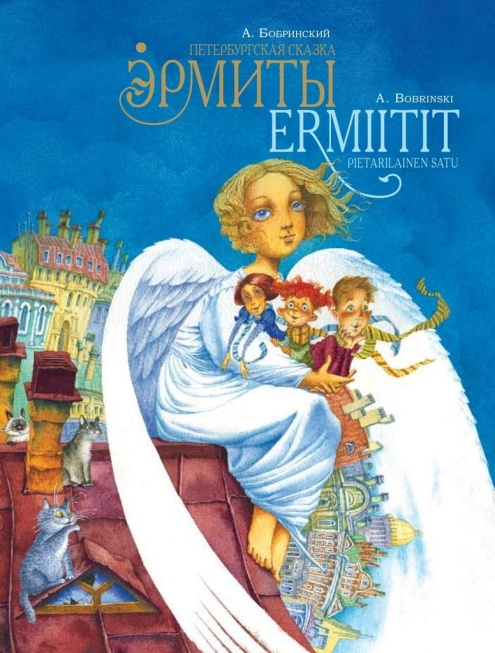 А. Бобринский
ПЕТЕРБУРГСКАЯ СКАЗКА
ЭРМИТЫ
A. Bobrinski
ERMIITIT
PIETARILAINEN SATU